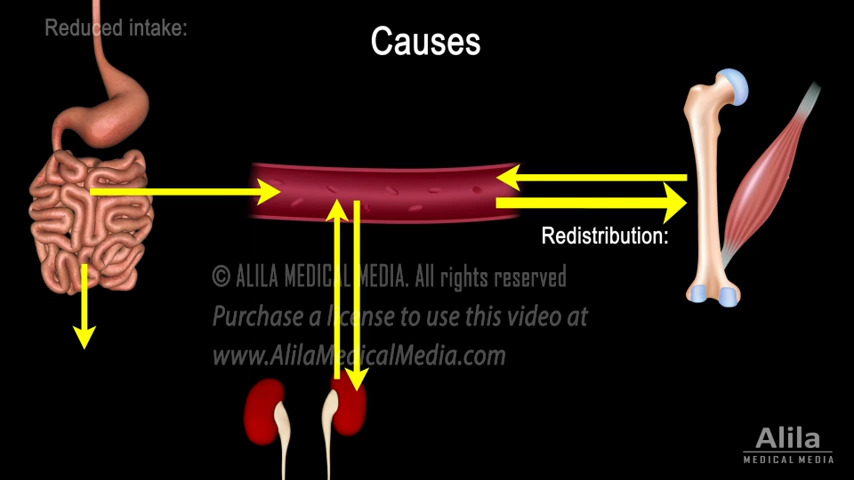 Reduced intake:
Causes
Redistribution:
© ALILA MEDICAL MEDIA. All rights reserved
Purchase a license to use this video at
www.AlilaMedicalMedia.com
Alila
MEDICAL MEDIA